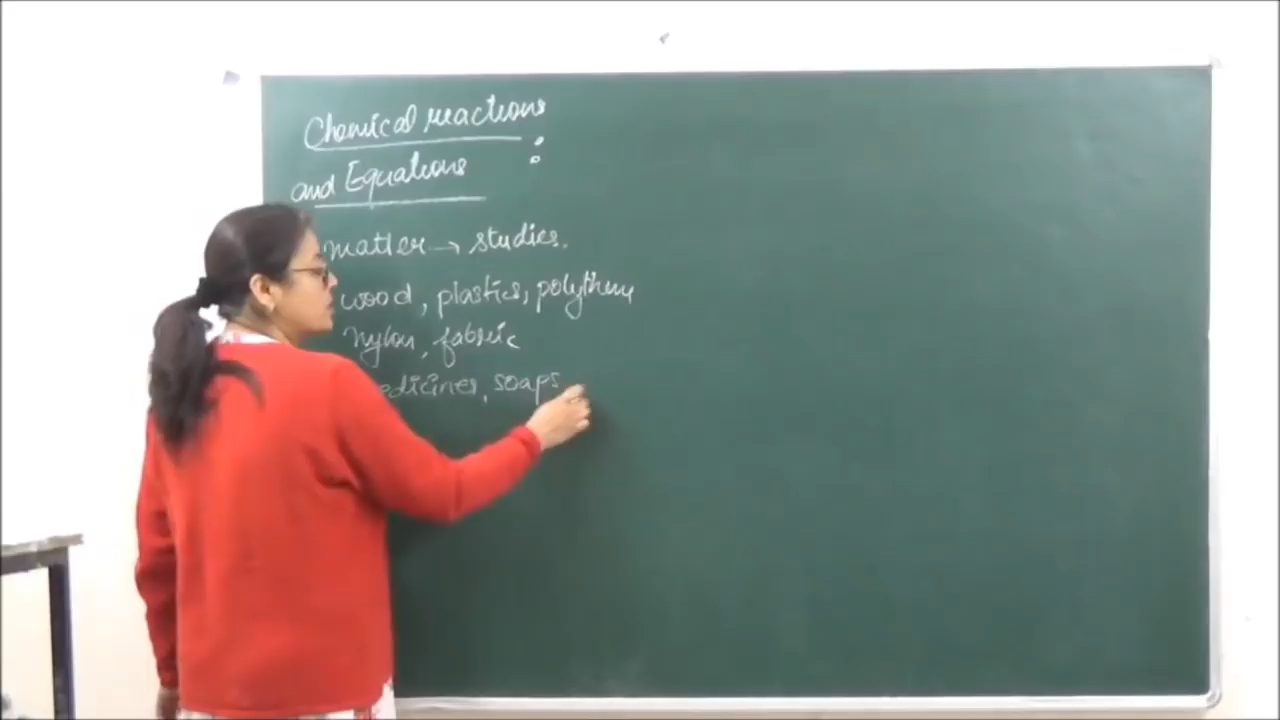 Chemical reactions
and Equations :
matter → studies.
wood, plastics, polythene
nylon, fabric
edicines, soaps